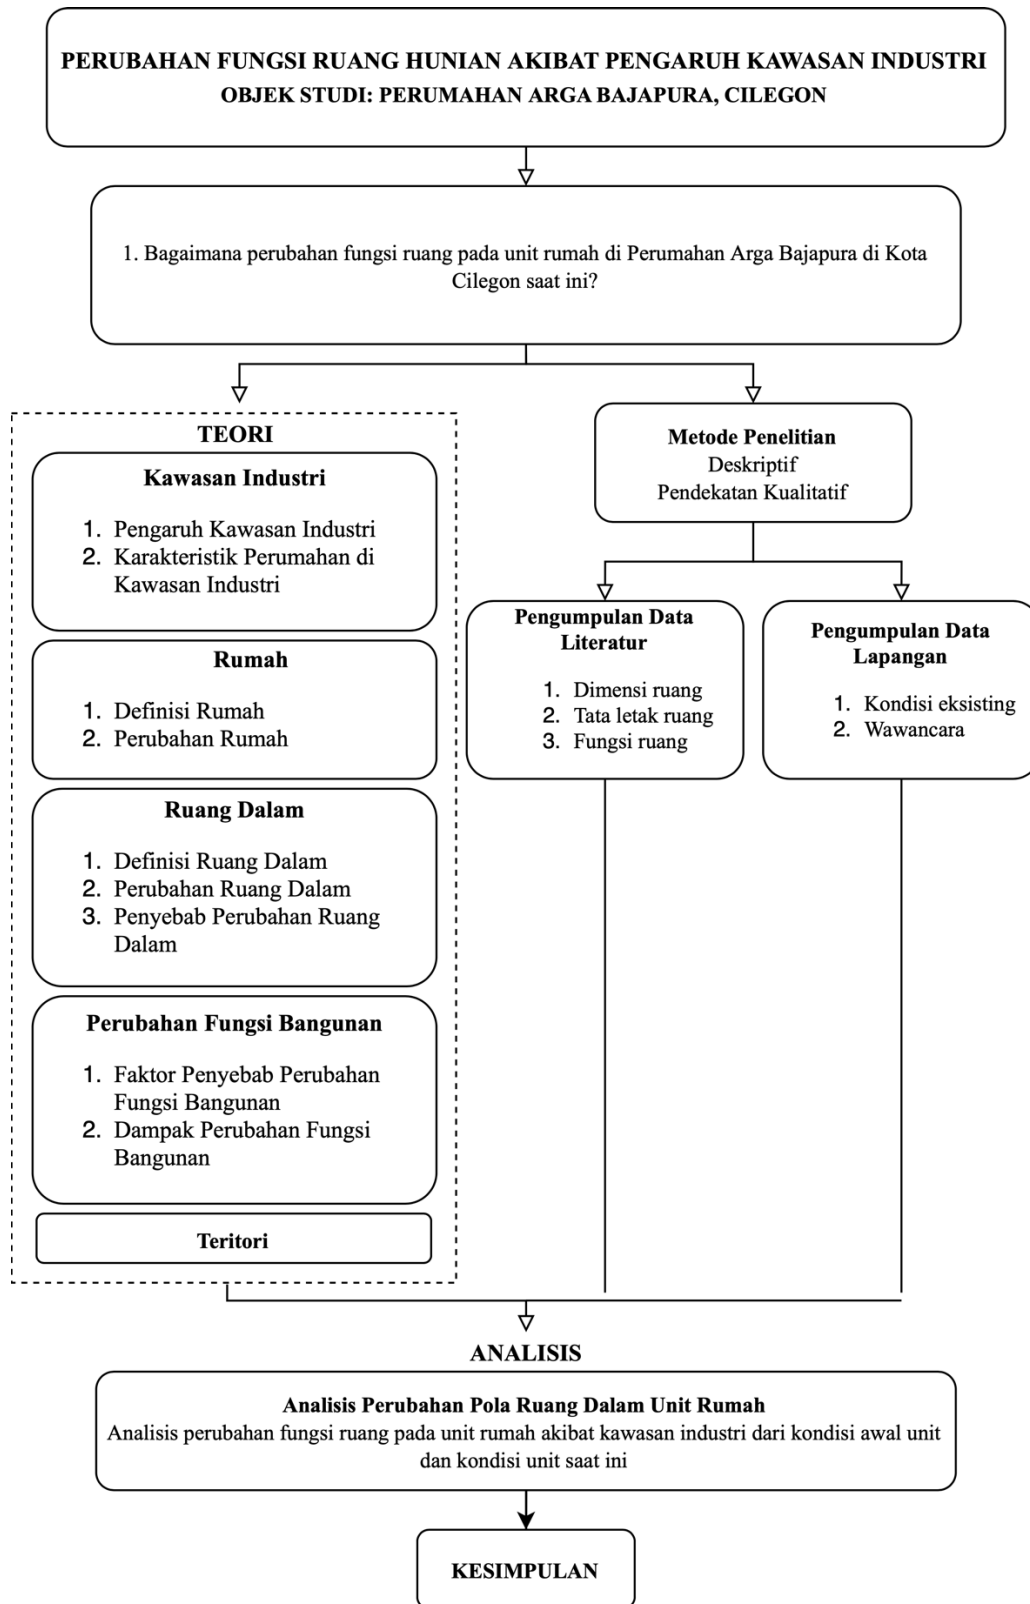 PERUBAHAN FUNGSI RUANG HUNIAN AKIBAT PENGARUH KAWASAN INDUSTRI
OBJEK STUDI: PERUMAHAN ARGA BAJAPURA, CILEGON
1. Bagaimana perubahan fungsi ruang pada unit rumah di Perumahan Arga Bajapura di Kota
Cilegon saat ini?
TEORI
Kawasan Industri
1. Pengaruh Kawasan Industri
2. Karakteristik Perumahan di
Kawasan Industri
Rumah
1. Definisi Rumah
2. Perubahan Rumah
Ruang Dalam
1. Definisi Ruang Dalam
2. Perubahan Ruang Dalam
3. Penyebab Perubahan Ruang
Dalam
Perubahan Fungsi Bangunan
1. Faktor Penyebab Perubahan
Fungsi Bangunan
2. Dampak Perubahan Fungsi
Bangunan
Teritori
Metode Penelitian
Deskriptif
Pendekatan Kualitatif
Pengumpulan Data
Literatur
1. Dimensi ruang
2. Tata letak ruang
3. Fungsi ruang
Pengumpulan Data
Lapangan
1. Kondisi eksisting
2. Wawancara
ANALISIS
Analisis Perubahan Pola Ruang Dalam Unit Rumah
Analisis perubahan fungsi ruang pada unit rumah akibat kawasan industri dari kondisi awal unit
dan kondisi unit saat ini
KESIMPULAN